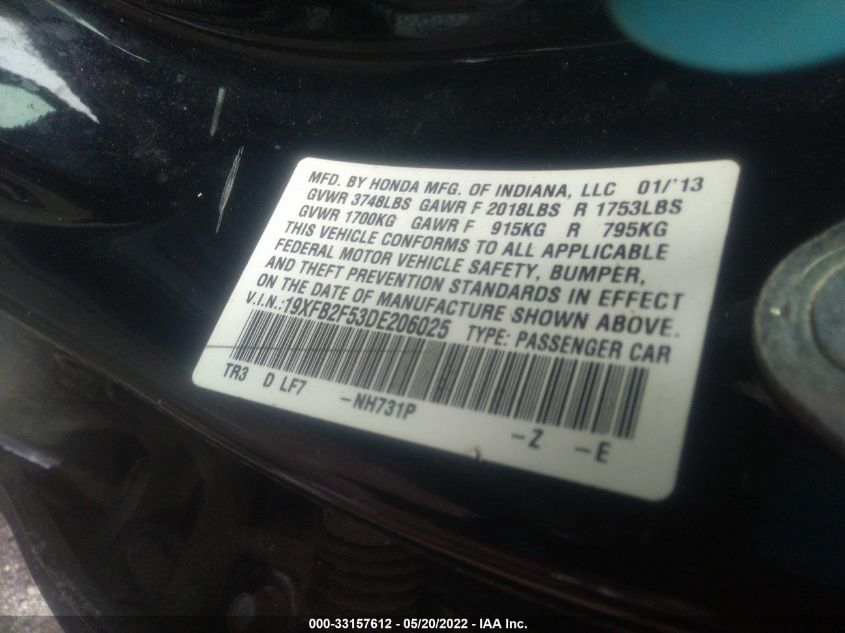 MFD. BY HONDA MFG. OF INDIANA, LLC 01/'13
GVWR 3748LBS GAWR F 2018LBS R 1753LBS
GVWR 1700KG GAWR F 915KG R 795KG
THIS VEHICLE CONFORMS TO ALL APPLICABLE
FEDERAL MOTOR VEHICLE SAFETY, BUMPER,
AND THEFT PREVENTION STANDARDS IN EFFECT
ON THE DATE OF MANUFACTURE SHOWN ABOVE.
V.I.N.:19XFB2F53DE206025 TYPE: PASSENGER CAR
TR3 D LF7 -NH731P -Z -E
000-33157612 - 05/20/2022 - IAA Inc.